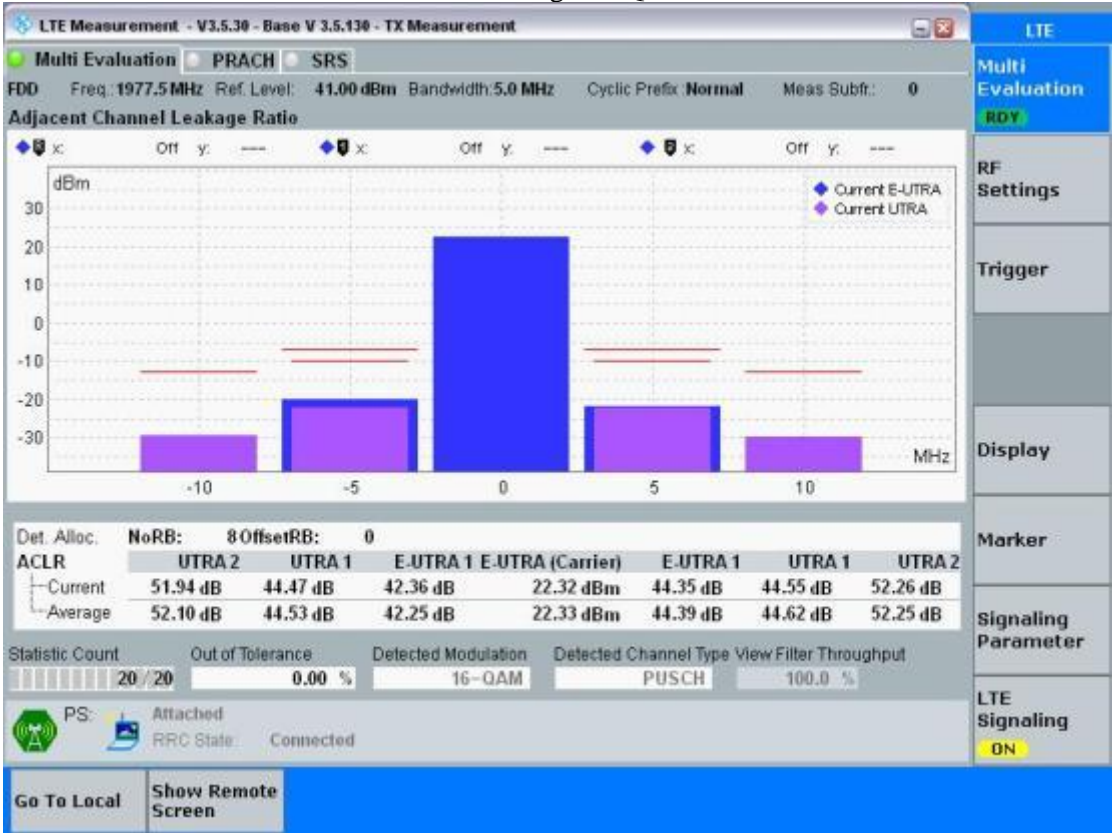 LTE Measurement - V3.5.30 - Base V 3.5.130 - TX Measurement
LTE
Multi Evaluation PRACH SRS
Multi
Evaluation
RDY
FDD Freq.: 1977.5 MHz Ref. Level: 41.00 dBm Bandwidth: 5.0 MHz Cyclic Prefix: Normal Meas Subfr.: 0
Adjacent Channel Leakage Ratio
x: Off y: --- x: Off y: --- x: Off y: ---
dBm
Current E-UTRA
Current UTRA
30
20
10
0
-10
-20
-30
MHz
-10 -5 0 5 10
RF
Settings
Trigger
Display
Marker
Signaling
Parameter
LTE
Signaling
ON
Det. Alloc. NoRB: 8 OffsetRB: 0
ACLR UTRA 2 UTRA 1 E-UTRA 1 E-UTRA (Carrier) E-UTRA 1 UTRA 1 UTRA 2
Current 51.94 dB 44.47 dB 42.36 dB 22.32 dBm 44.35 dB 44.55 dB 52.26 dB
Average 52.10 dB 44.53 dB 42.25 dB 22.33 dBm 44.39 dB 44.62 dB 52.25 dB
Statistic Count Out of Tolerance Detected Modulation Detected Channel Type View Filter Throughput
20 / 20 0.00 % 16-QAM PUSCH 100.0 %
PS: Attached
RRC State: Connected
Go To Local
Show Remote
Screen